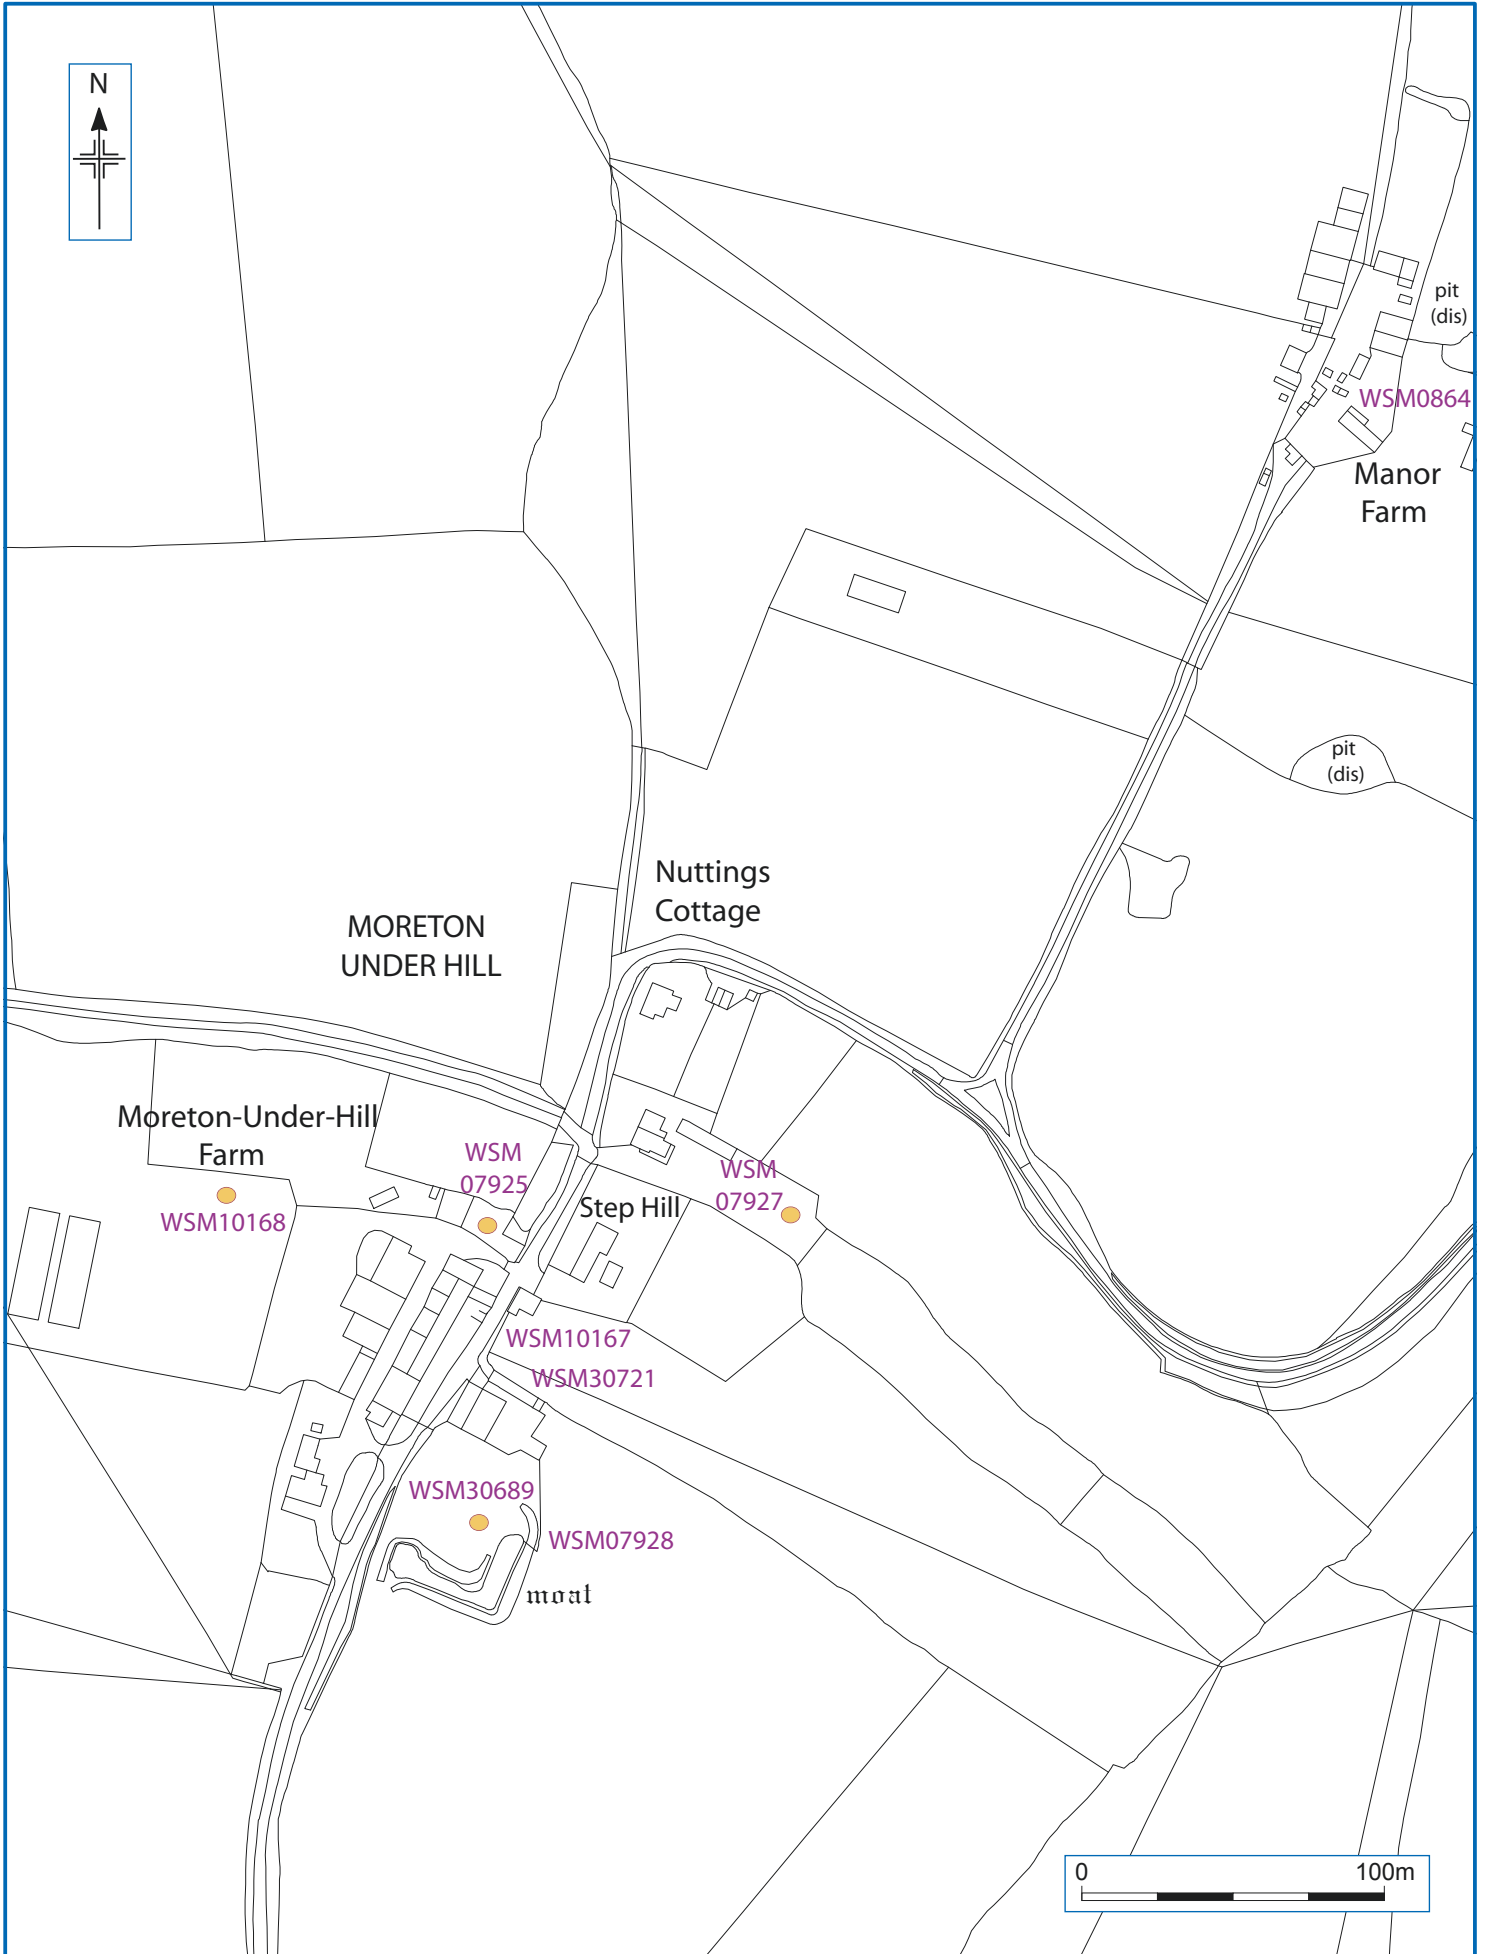 N
pit
(dis)
WSM0864
Manor
Farm
pit
(dis)
Nuttings
Cottage
MORETON
UNDER HILL
Moreton-Under-Hill
Farm
WSM
07925
WSM
07927
WSM10168
Step Hill
WSM10167
WSM30721
WSM30689
WSM07928
moat
0 100m